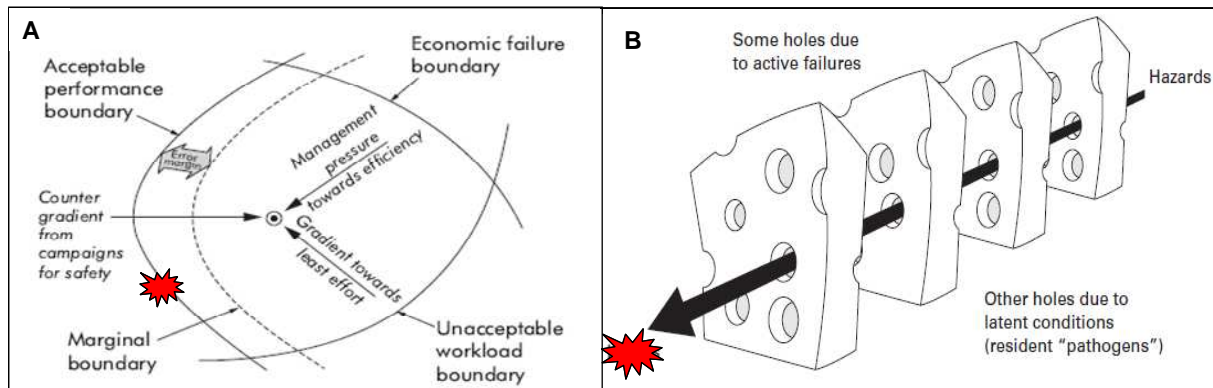 A
Economic failure
boundary
Acceptable
performance
boundary
Error
margin
Management
pressure
towards efficiency
Counter
gradient
from
campaigns
for safety
Gradient towards
least effort
Marginal
boundary
Unacceptable
workload
boundary
B
Some holes due
to active failures
Hazards
Other holes due to
latent conditions
(resident “pathogens”)